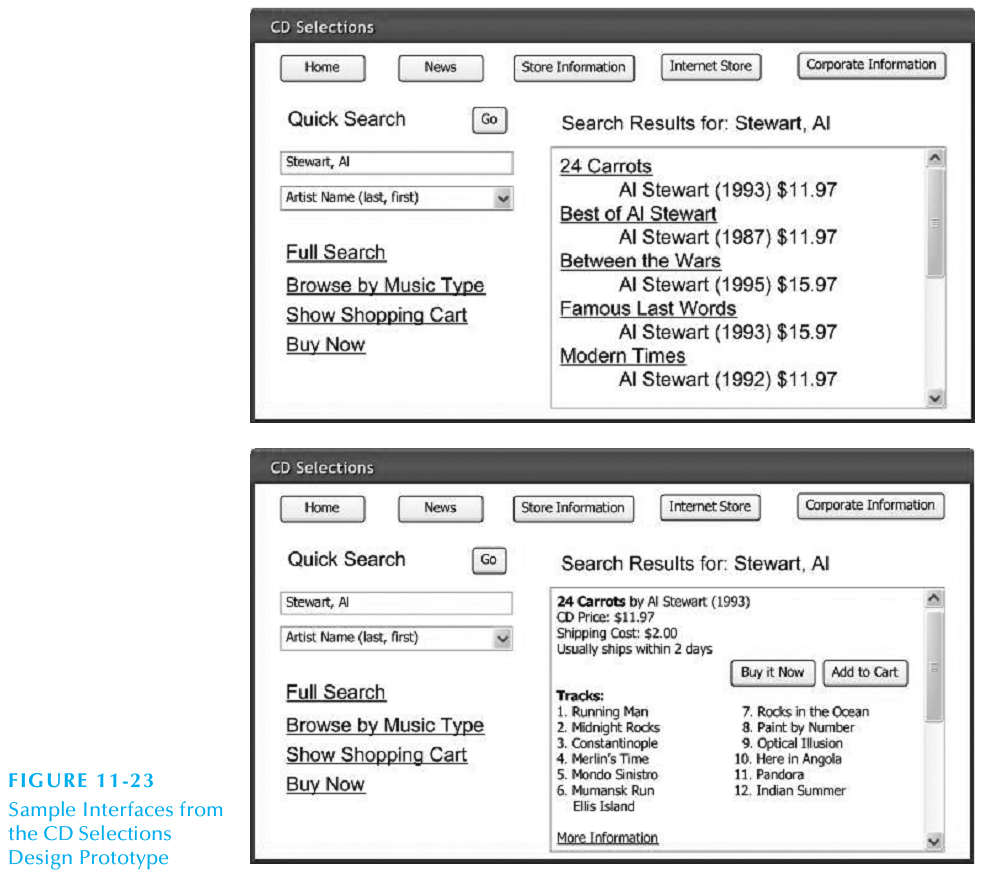 CD Selections
Home News Store Information Internet Store Corporate Information
Quick Search Go
Stewart, Al
Artist Name (last, first)
Full Search
Browse by Music Type
Show Shopping Cart
Buy Now
Search Results for: Stewart, Al
24 Carrots
Al Stewart (1993) $11.97
Best of Al Stewart
Al Stewart (1987) $11.97
Between the Wars
Al Stewart (1995) $15.97
Famous Last Words
Al Stewart (1993) $15.97
Modern Times
Al Stewart (1992) $11.97
CD Selections
Home News Store Information Internet Store Corporate Information
Quick Search Go
Stewart, Al
Artist Name (last, first)
Full Search
Browse by Music Type
Show Shopping Cart
Buy Now
Search Results for: Stewart, Al
24 Carrots by Al Stewart (1993)
CD Price: $11.97
Shipping Cost: $2.00
Usually ships within 2 days
Buy it Now Add to Cart
Tracks:
1. Running Man
2. Midnight Rocks
3. Constantinople
4. Merlin's Time
5. Mondo Sinistro
6. Mumansk Run
Ellis Island
7. Rocks in the Ocean
8. Paint by Number
9. Optical Illusion
10. Here in Angola
11. Pandora
12. Indian Summer
More Information
FIGURE 11-23
Sample Interfaces from
the CD Selections
Design Prototype